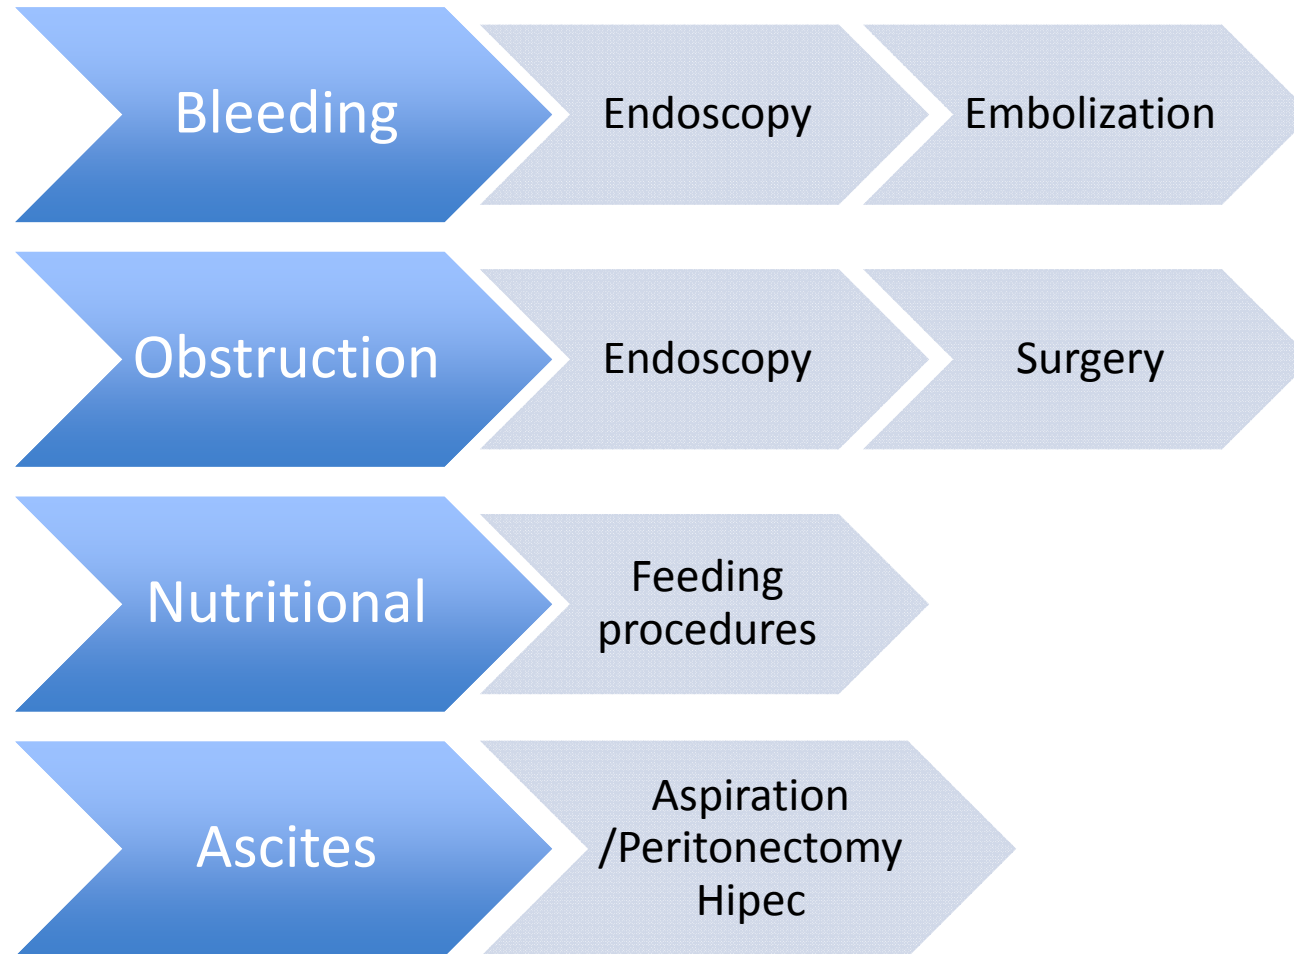 Bleeding
Endoscopy
Embolization
Obstruction
Endoscopy
Surgery
Nutritional
Feeding
procedures
Ascites
Aspiration
/Peritonectomy
Hipec